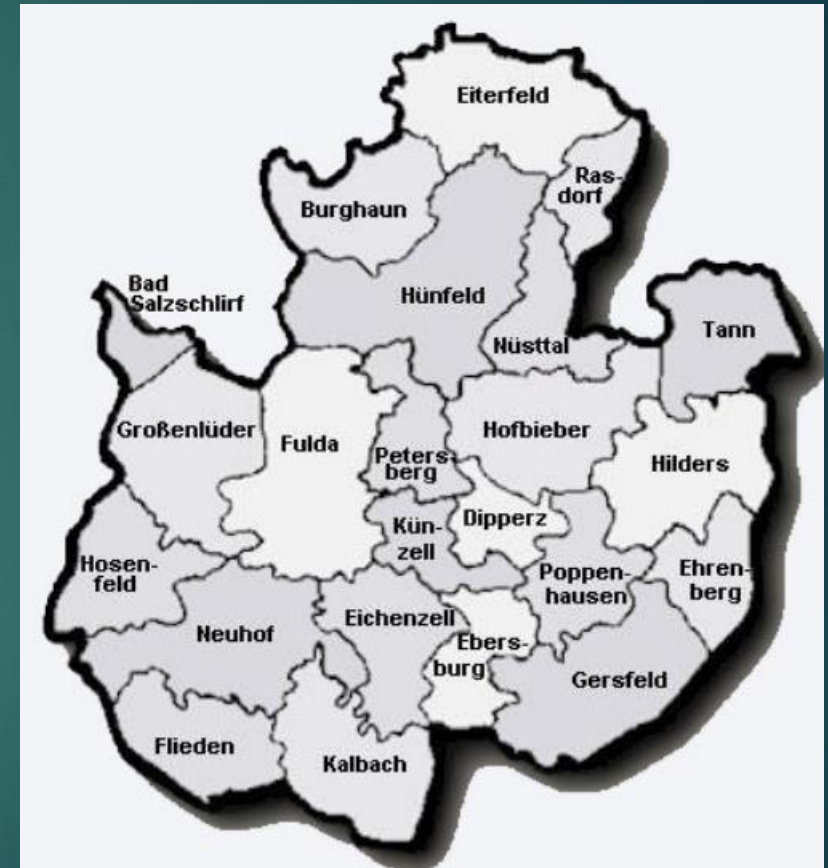 Eiterfeld
Ras-
dorf
Burghaun
Bad
Salzschlirf
Hünfeld
Nüsttal
Tann
Großenlüder
Fulda
Peters-
berg
Hofbieber
Hilders
Kün-
zell
Dipperz
Hosen-
feld
Poppen-
hausen
Ehren-
berg
Neuhof
Eichenzell
Ebers-
burg
Gersfeld
Flieden
Kalbach